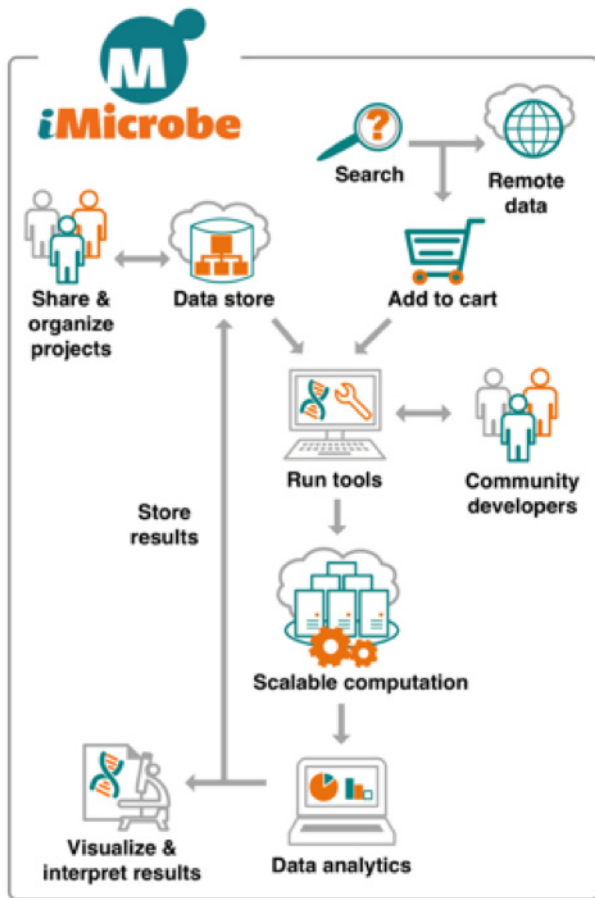 M
iMicrobe
?
Search
Remote
data
Share &
organize
projects
Data store
Add to cart
Run tools
Community
developers
Store
results
Scalable computation
Visualize &
interpret results
Data analytics